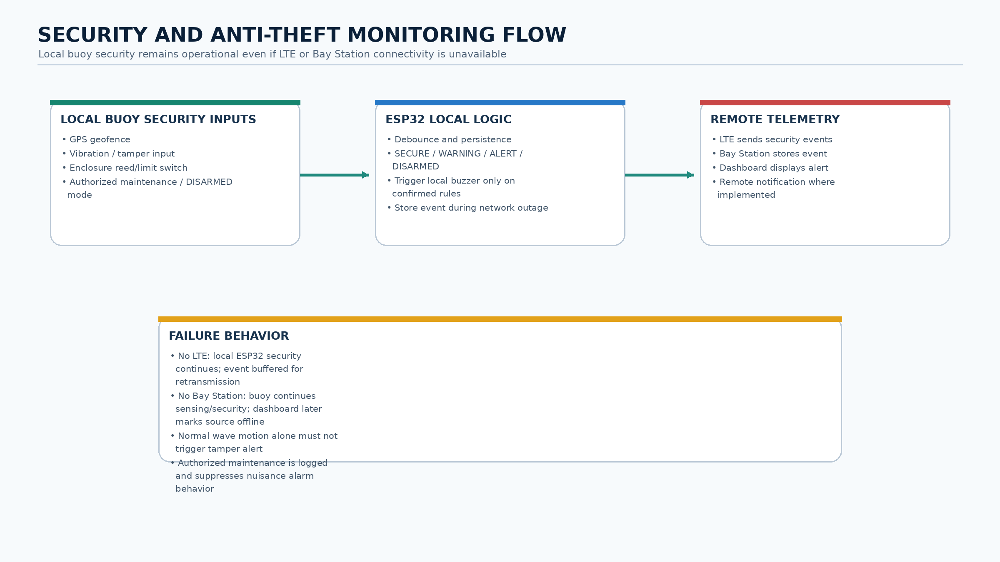 SECURITY AND ANTI-THEFT MONITORING FLOW
Local buoy security remains operational even if LTE or Bay Station connectivity is unavailable
LOCAL BUOY SECURITY INPUTS
• GPS geofence
• Vibration / tamper input
• Enclosure reed/limit switch
• Authorized maintenance / DISARMED
mode
ESP32 LOCAL LOGIC
• Debounce and persistence
• SECURE / WARNING / ALERT /
DISARMED
• Trigger local buzzer only on
confirmed rules
• Store event during network outage
REMOTE TELEMETRY
• LTE sends security events
• Bay Station stores event
• Dashboard displays alert
• Remote notification where
implemented
FAILURE BEHAVIOR
• No LTE: local ESP32 security
continues; event buffered for
retransmission
• No Bay Station: buoy continues
sensing/security; dashboard later
marks source offline
• Normal wave motion alone must not
trigger tamper alert
• Authorized maintenance is logged
and suppresses nuisance alarm
behavior